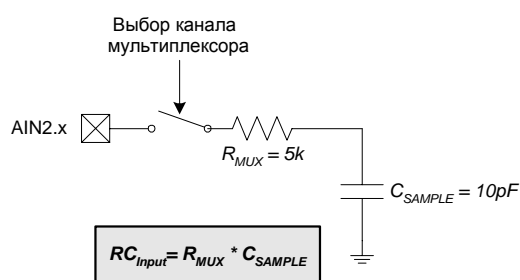 Выбор канала
мультиплексора
AIN2.x
R_MUX = 5k
C_SAMPLE = 10pF
RC_Input= R_MUX * C_SAMPLE